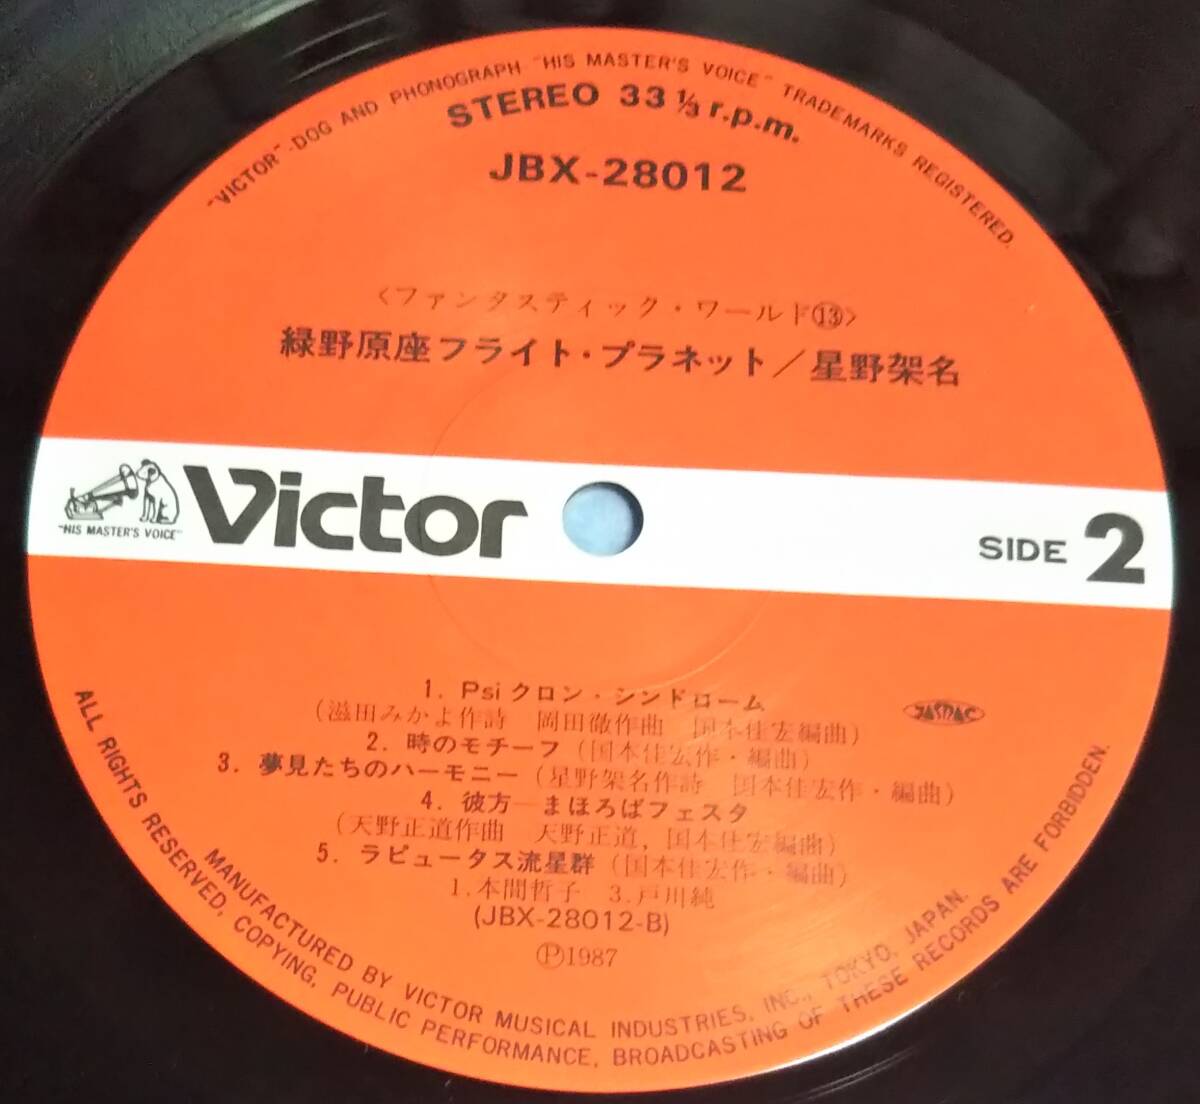 "VICTOR"-DOG AND PHONOGRAPH-"HIS MASTER'S VOICE" TRADEMARKS REGISTERED.
STEREO 33 1/3 r.p.m.
JBX-28012
〈ファンタスティック・ワールド⑬〉
緑野原座フライト・プラネット/星野架名
"HIS MASTER'S VOICE"
Victor
SIDE 2
1. Psiクロン・シンドローム
(滋田みかよ作詩 岡田徹作曲 国本佳宏編曲)
JASRAC
2. 時のモチーフ(国本佳宏作・編曲)
3. 夢見たちのハーモニー(星野架名作詩 国本佳宏作・編曲)
4. 彼方―まほろばフェスタ
(天野正道作曲 天野正道, 国本佳宏編曲)
5. ラピュータス流星群(国本佳宏作・編曲)
1.本間哲子 3.戸川純
(JBX-28012-B)
Ⓟ1987
MANUFACTURED BY VICTOR MUSICAL INDUSTRIES, INC., TOKYO, JAPAN.
ALL RIGHTS RESERVED, COPYING, PUBLIC PERFORMANCE, BROADCASTING OF THESE RECORDS ARE FORBIDDEN.